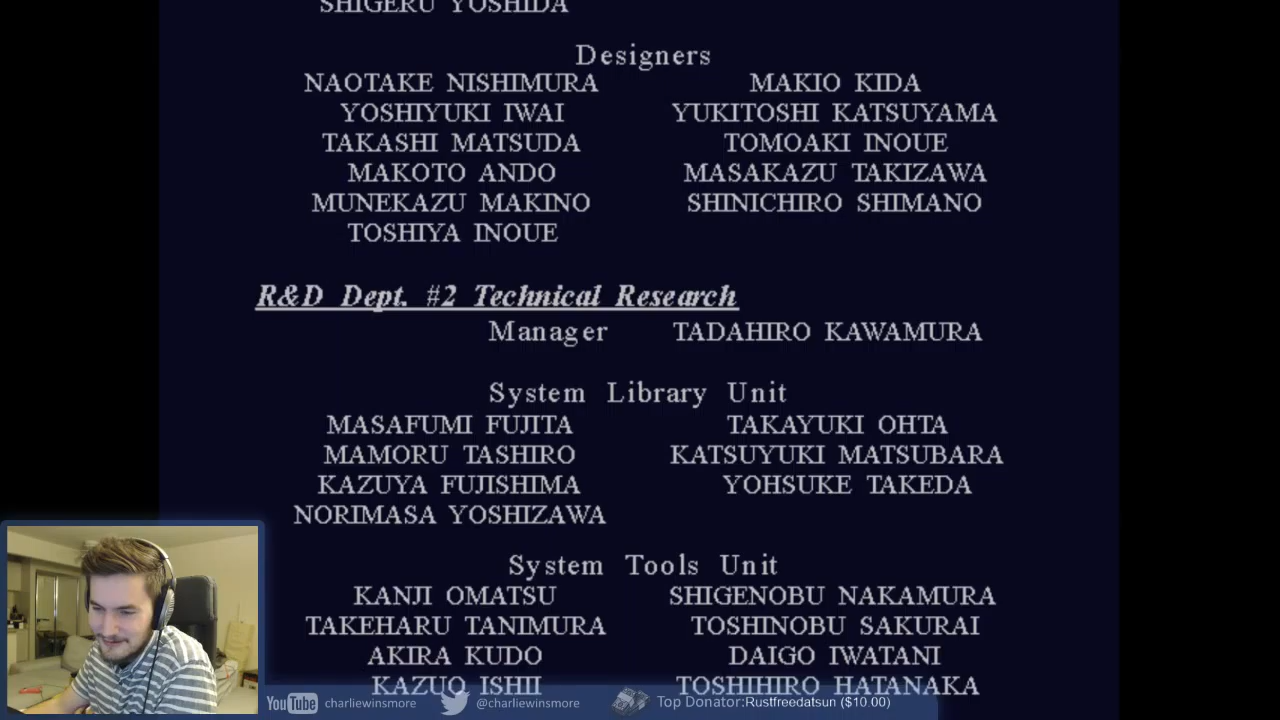 SHIGERU YOSHIDA
Designers
NAOTAKE NISHIMURA MAKIO KIDA
YOSHIYUKI IWAI YUKITOSHI KATSUYAMA
TAKASHI MATSUDA TOMOAKI INOUE
MAKOTO ANDO MASAKAZU TAKIZAWA
MUNEKAZU MAKINO SHINICHIRO SHIMANO
TOSHIYA INOUE
R&D Dept. #2 Technical Research
Manager TADAHIRO KAWAMURA
System Library Unit
MASAFUMI FUJITA TAKAYUKI OHTA
MAMORU TASHIRO KATSUYUKI MATSUBARA
KAZUYA FUJISHIMA YOHSUKE TAKEDA
NORIMASA YOSHIZAWA
System Tools Unit
KANJI OMATSU SHIGENOBU NAKAMURA
TAKEHARU TANIMURA TOSHINOBU SAKURAI
AKIRA KUDO DAIGO IWATANI
KAZUO ISHII TOSHIHIRO HATANAKA
YouTube charliewinsmore @charliewinsmore Top Donator:Rustfreedatsun ($10.00)